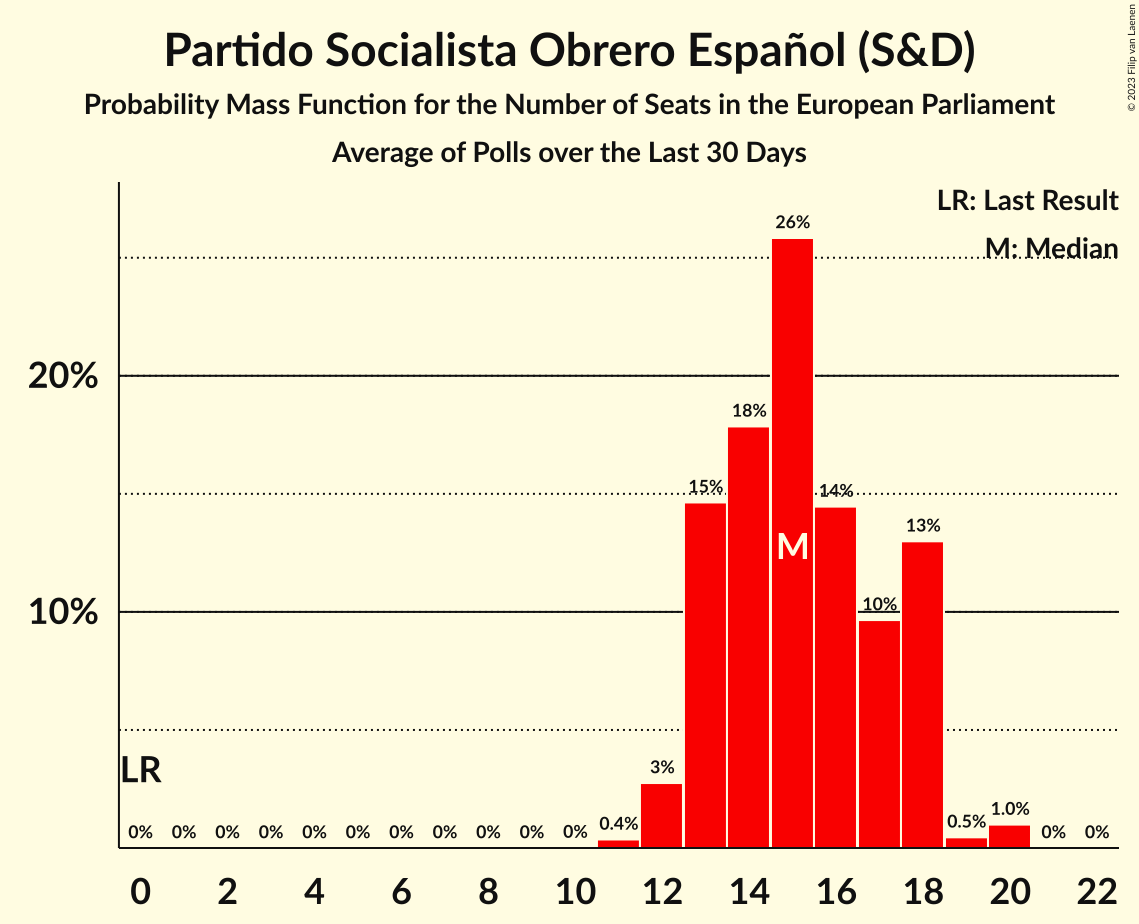 Partido Socialista Obrero Español (S&D)
Probability Mass Function for the Number of Seats in the European Parliament
Average of Polls over the Last 30 Days
© 2023 Filip van Laenen
LR: Last Result
M: Median
26%
20%
18%
15%
14%
M
13%
10%
10%
LR
3%
0% 0% 0% 0% 0% 0% 0% 0% 0% 0% 0% 0.4% 0.5% 1.0% 0% 0%
0 2 4 6 8 10 12 14 16 18 20 22